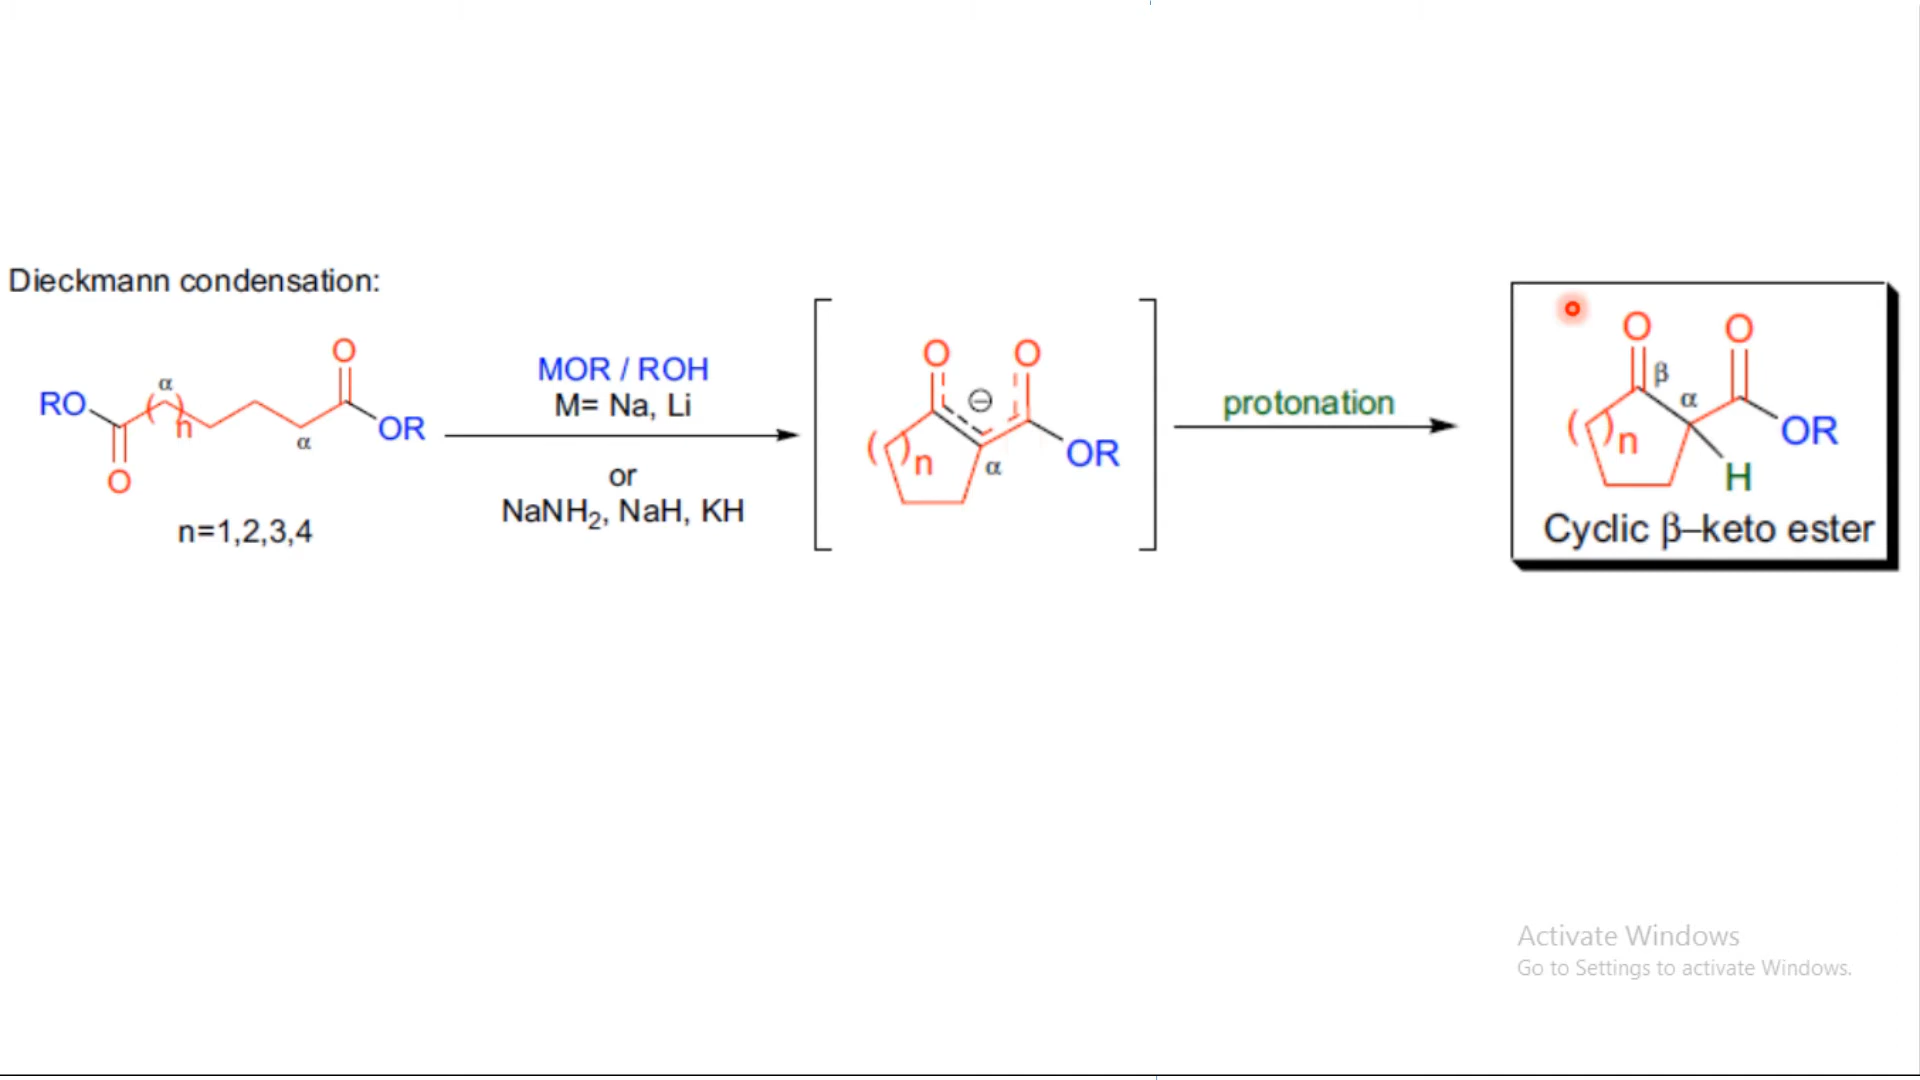 Dieckmann condensation:
RO
α
( )n
O
α
O
OR
n=1,2,3,4
MOR / ROH
M= Na, Li
or
NaNH₂, NaH, KH
O
O
⊖
( )n
α
OR
protonation
O
O
β
α
( )n
OR
H
Cyclic β–keto ester
Activate Windows
Go to Settings to activate Windows.